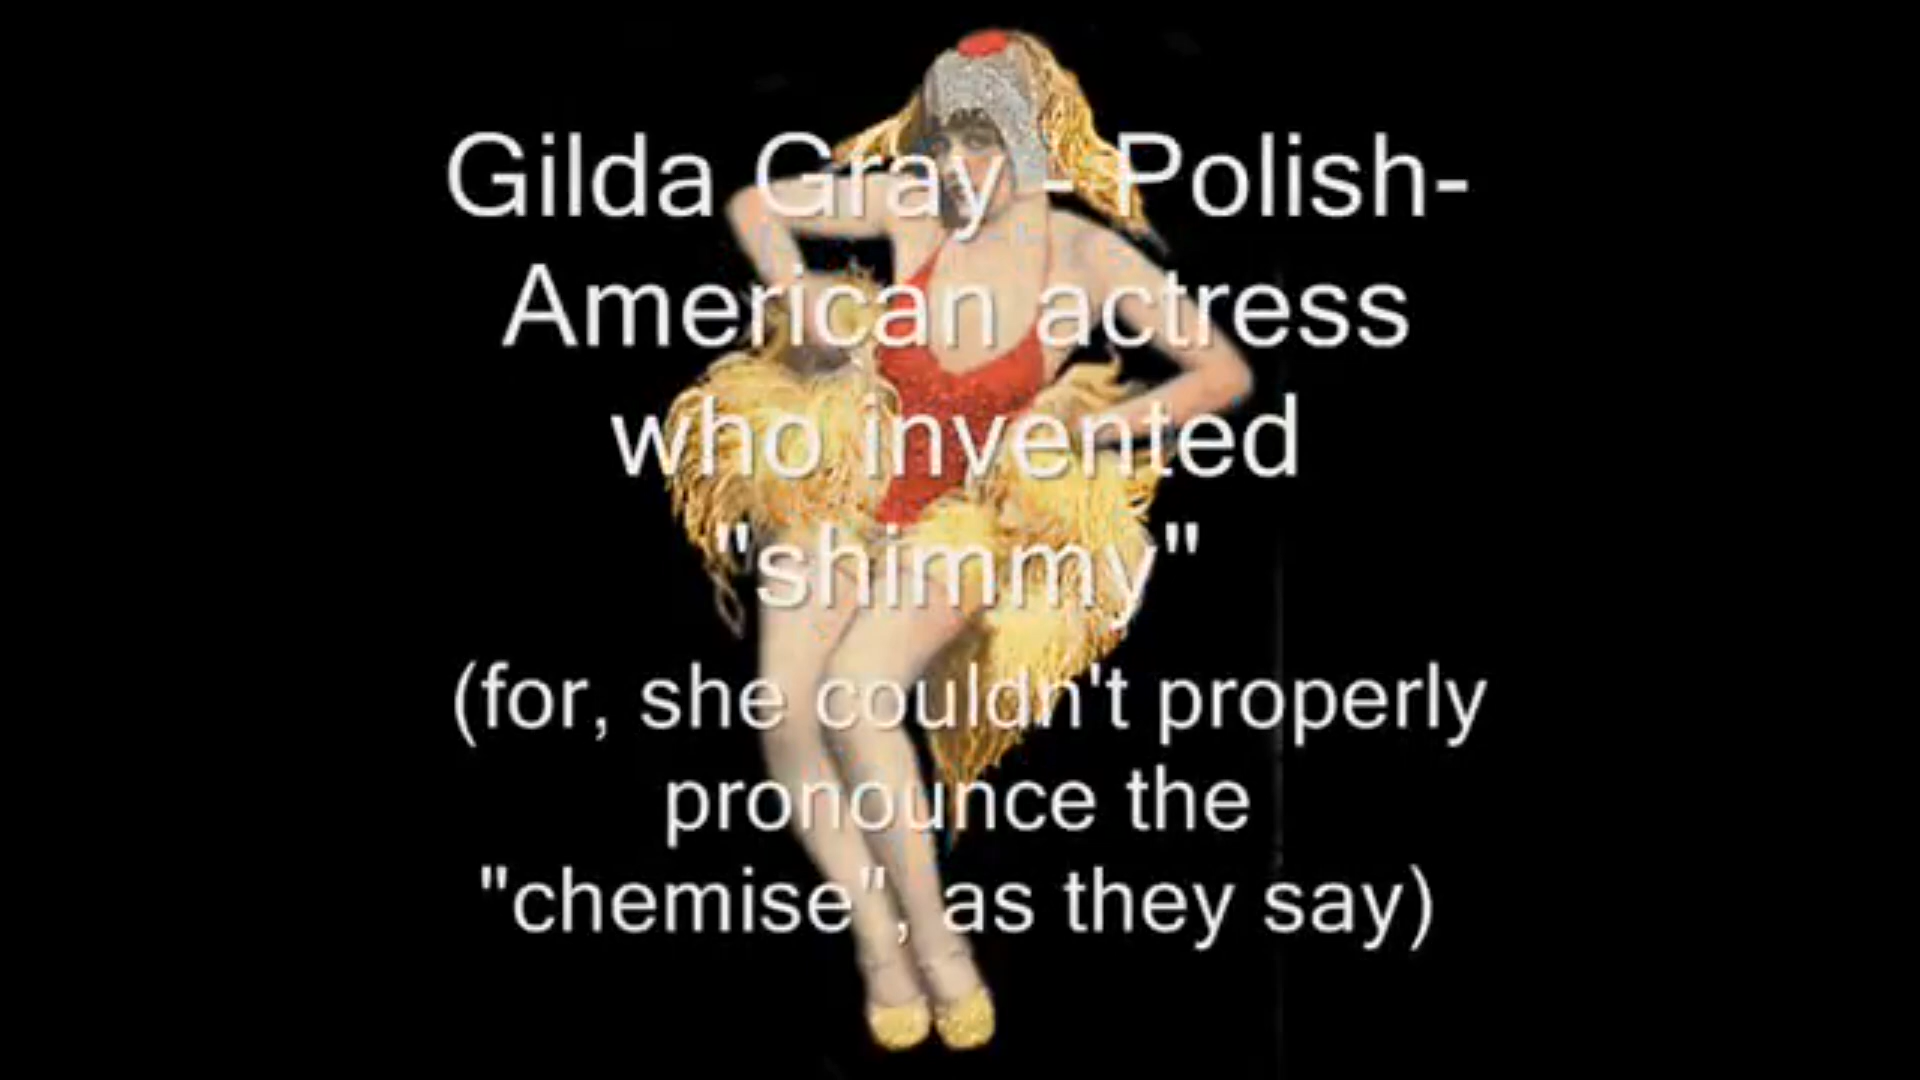 Gilda Gray - Polish-
American actress
who invented
"shimmy"
(for, she couldn't properly
pronounce the
"chemise", as they say)